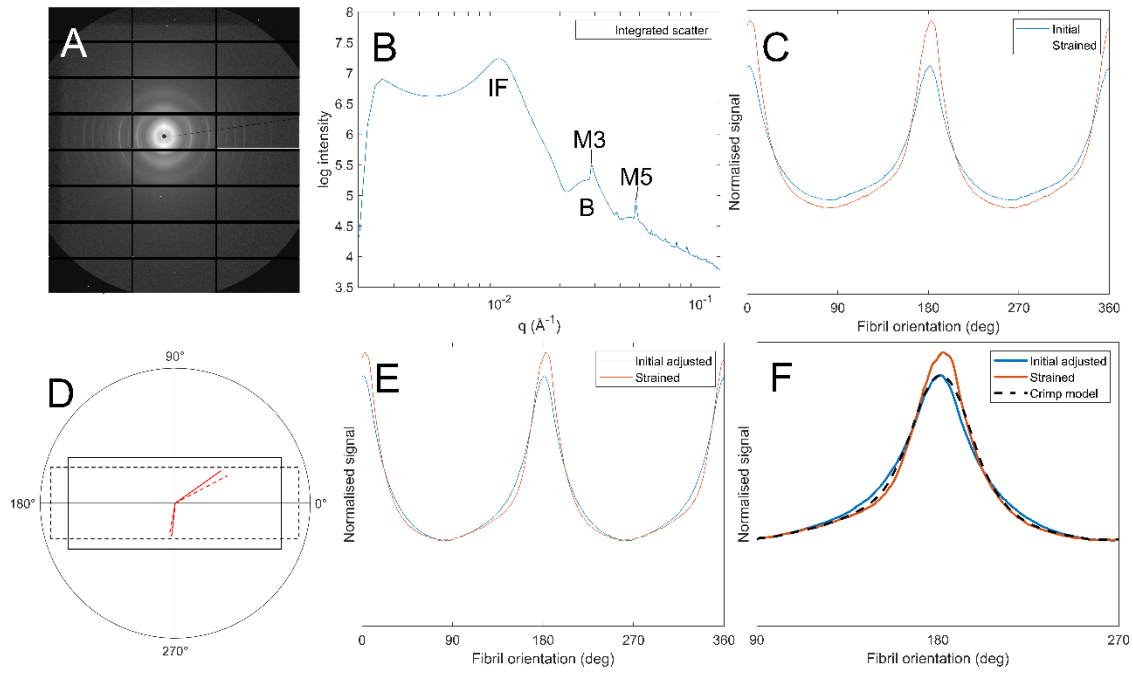 A
B
Integrated scatter
IF
M3
B
M5
log intensity
8
7.5
7
6.5
6
5.5
5
4.5
4
3.5
10-2
10-1
q (Å-1)
C
Initial
Strained
Normalised signal
0
90
180
270
360
Fibril orientation (deg)
D
90°
180°
0°
270°
E
Initial adjusted
Strained
Normalised signal
0
90
180
270
360
Fibril orientation (deg)
F
Initial adjusted
Strained
Crimp model
Normalised signal
90
180
270
Fibril orientation (deg)